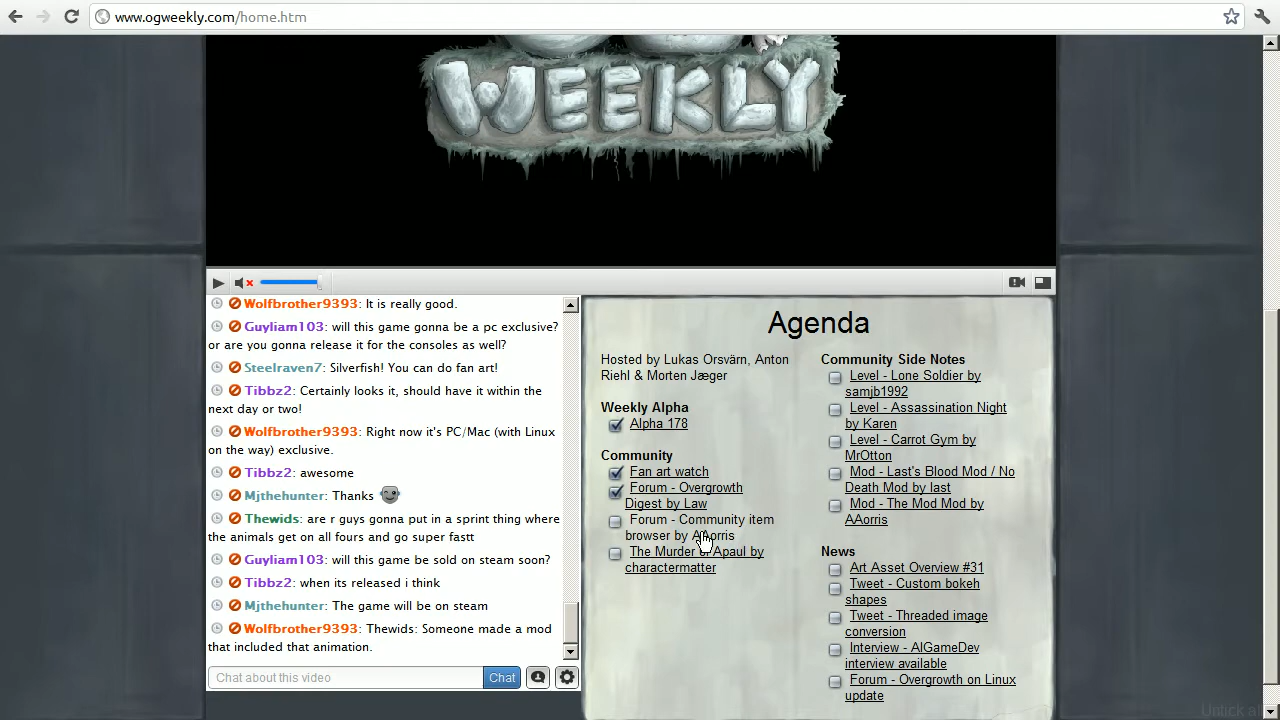 www.ogweekly.com/home.htm
WEEKLY
Wolfbrother9393: It is really good.
Guyliam103: will this game gonna be a pc exclusive?
or are you gonna release it for the consoles as well?
Steelraven7: Silverfish! You can do fan art!
Tibbz2: Certainly looks it, should have it within the
next day or two!
Wolfbrother9393: Right now it's PC/Mac (with Linux
on the way) exclusive.
Tibbz2: awesome
Mjthehunter: Thanks
Thewids: are r guys gonna put in a sprint thing where
the animals get on all fours and go super fastt
Guyliam103: will this game be sold on steam soon?
Tibbz2: when its released i think
Mjthehunter: The game will be on steam
Wolfbrother9393: Thewids: Someone made a mod
that included that animation.
Chat about this video
Chat
Agenda
Hosted by Lukas Orsvärn, Anton
Riehl & Morten Jæger
Weekly Alpha
Alpha 178
Community
Fan art watch
Forum - Overgrowth
Digest by Law
Forum - Community item
browser by AAorris
The Murder of Apaul by
charactermatter
Community Side Notes
Level - Lone Soldier by
samjb1992
Level - Assassination Night
by Karen
Level - Carrot Gym by
MrOtton
Mod - Last's Blood Mod / No
Death Mod by last
Mod - The Mod Mod by
AAorris
News
Art Asset Overview #31
Tweet - Custom bokeh
shapes
Tweet - Threaded image
conversion
Interview - AIGameDev
interview available
Forum - Overgrowth on Linux
update
Untick all